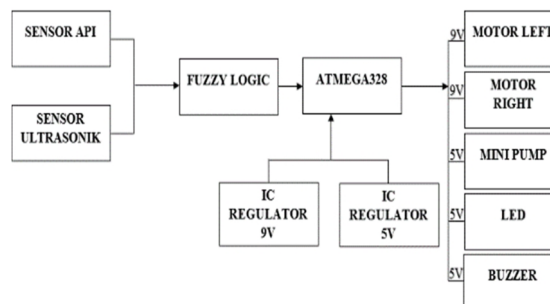 SENSOR API
SENSOR
ULTRASONIK
FUZZY LOGIC
ATMEGA328
IC
REGULATOR
9V
IC
REGULATOR
5V
9V
MOTOR LEFT
9V
MOTOR
RIGHT
5V
MINI PUMP
5V
LED
5V
BUZZER